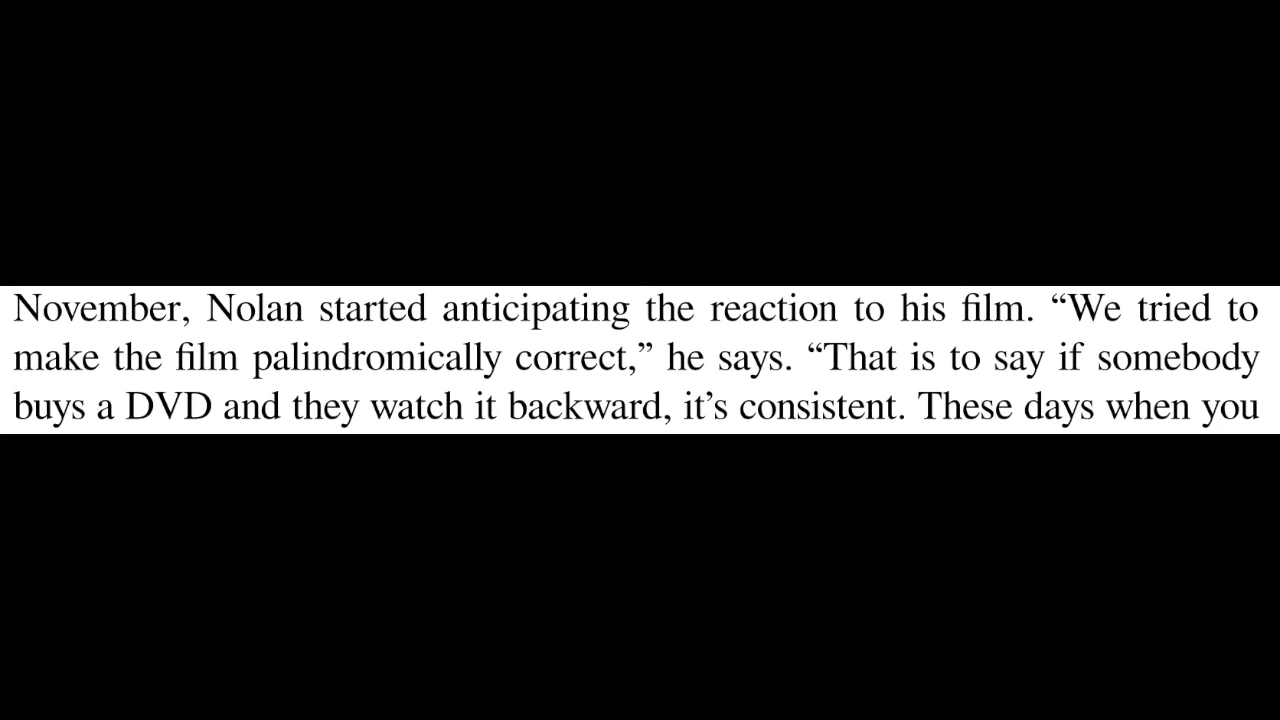 November, Nolan started anticipating the reaction to his film. “We tried to
make the film palindromically correct,” he says. “That is to say if somebody
buys a DVD and they watch it backward, it’s consistent. These days when you